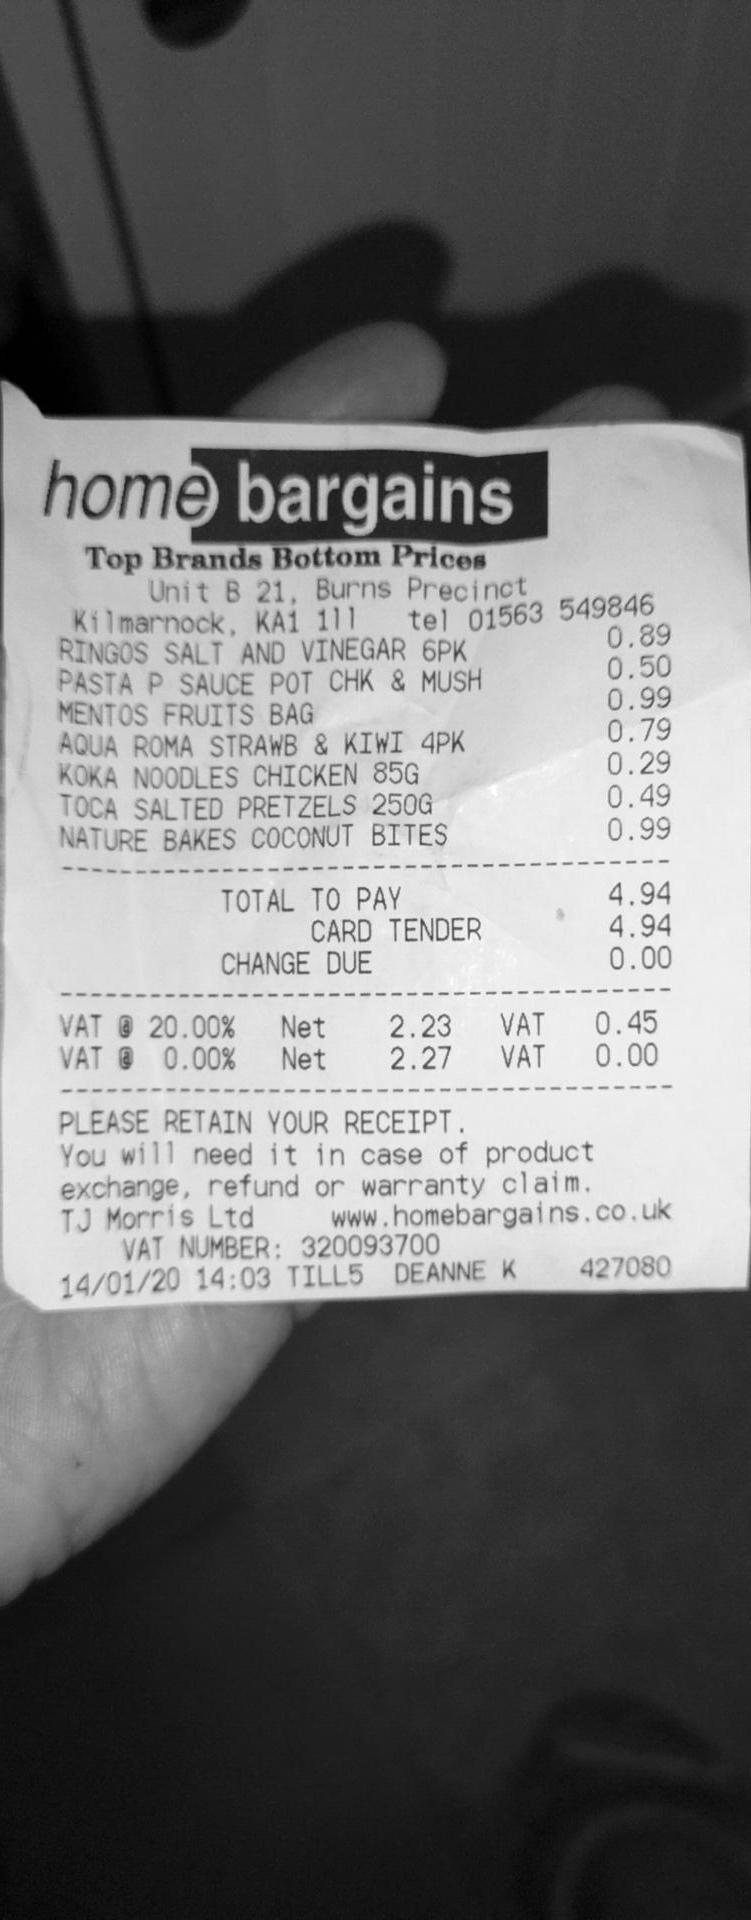 home bargains
Top Brands Bottom Prices
Unit B 21, Burns Precinct
Kilmarnock, KA1 1ll tel 01563 549846
RINGOS SALT AND VINEGAR 6PK 0.89
PASTA P SAUCE POT CHK & MUSH 0.50
MENTOS FRUITS BAG 0.99
AQUA ROMA STRAWB & KIWI 4PK 0.79
KOKA NOODLES CHICKEN 85G 0.29
TOCA SALTED PRETZELS 250G 0.49
NATURE BAKES COCONUT BITES 0.99
TOTAL TO PAY 4.94
CARD TENDER 4.94
CHANGE DUE 0.00
VAT @ 20.00% Net 2.23 VAT 0.45
VAT @ 0.00% Net 2.27 VAT 0.00
PLEASE RETAIN YOUR RECEIPT.
You will need it in case of product
exchange, refund or warranty claim.
TJ Morris Ltd www.homebargains.co.uk
VAT NUMBER: 320093700
14/01/20 14:03 TILL5 DEANNE K 427080